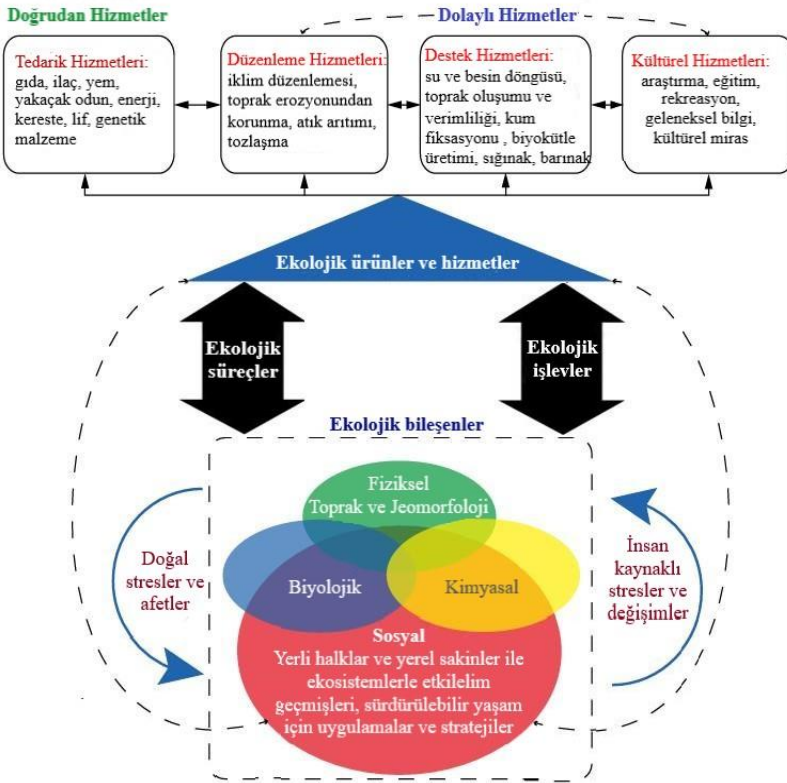 Doğrudan Hizmetler
Dolaylı Hizmetler
Tedarik Hizmetleri:
gıda, ilaç, yem,
yakaçak odun, enerji,
kereste, lif, genetik
malzeme
Düzenleme Hizmetleri:
iklim düzenlemesi,
toprak erozyonundan
korunma, atık arıtımı,
tozlaşma
Destek Hizmetleri:
su ve besin döngüsü,
toprak oluşumu ve
verimliliği, kum
fiksasyonu , biyokütle
üretimi, sığınak, barınak
Kültürel Hizmetleri:
araştırma, eğitim,
rekreasyon,
geleneksel bilgi,
kültürel miras
Ekolojik ürünler ve hizmetler
Ekolojik
süreçler
Ekolojik
işlevler
Ekolojik bileşenler
Fiziksel
Toprak ve Jeomorfoloji
Biyolojik
Kimyasal
Sosyal
Yerli halklar ve yerel sakinler ile
ekosistemlerle etkilelim
geçmişleri, sürdürülebilir yaşam
için uygulamalar ve stratejiler
Doğal
stresler ve
afetler
İnsan
kaynaklı
stresler ve
değişimler